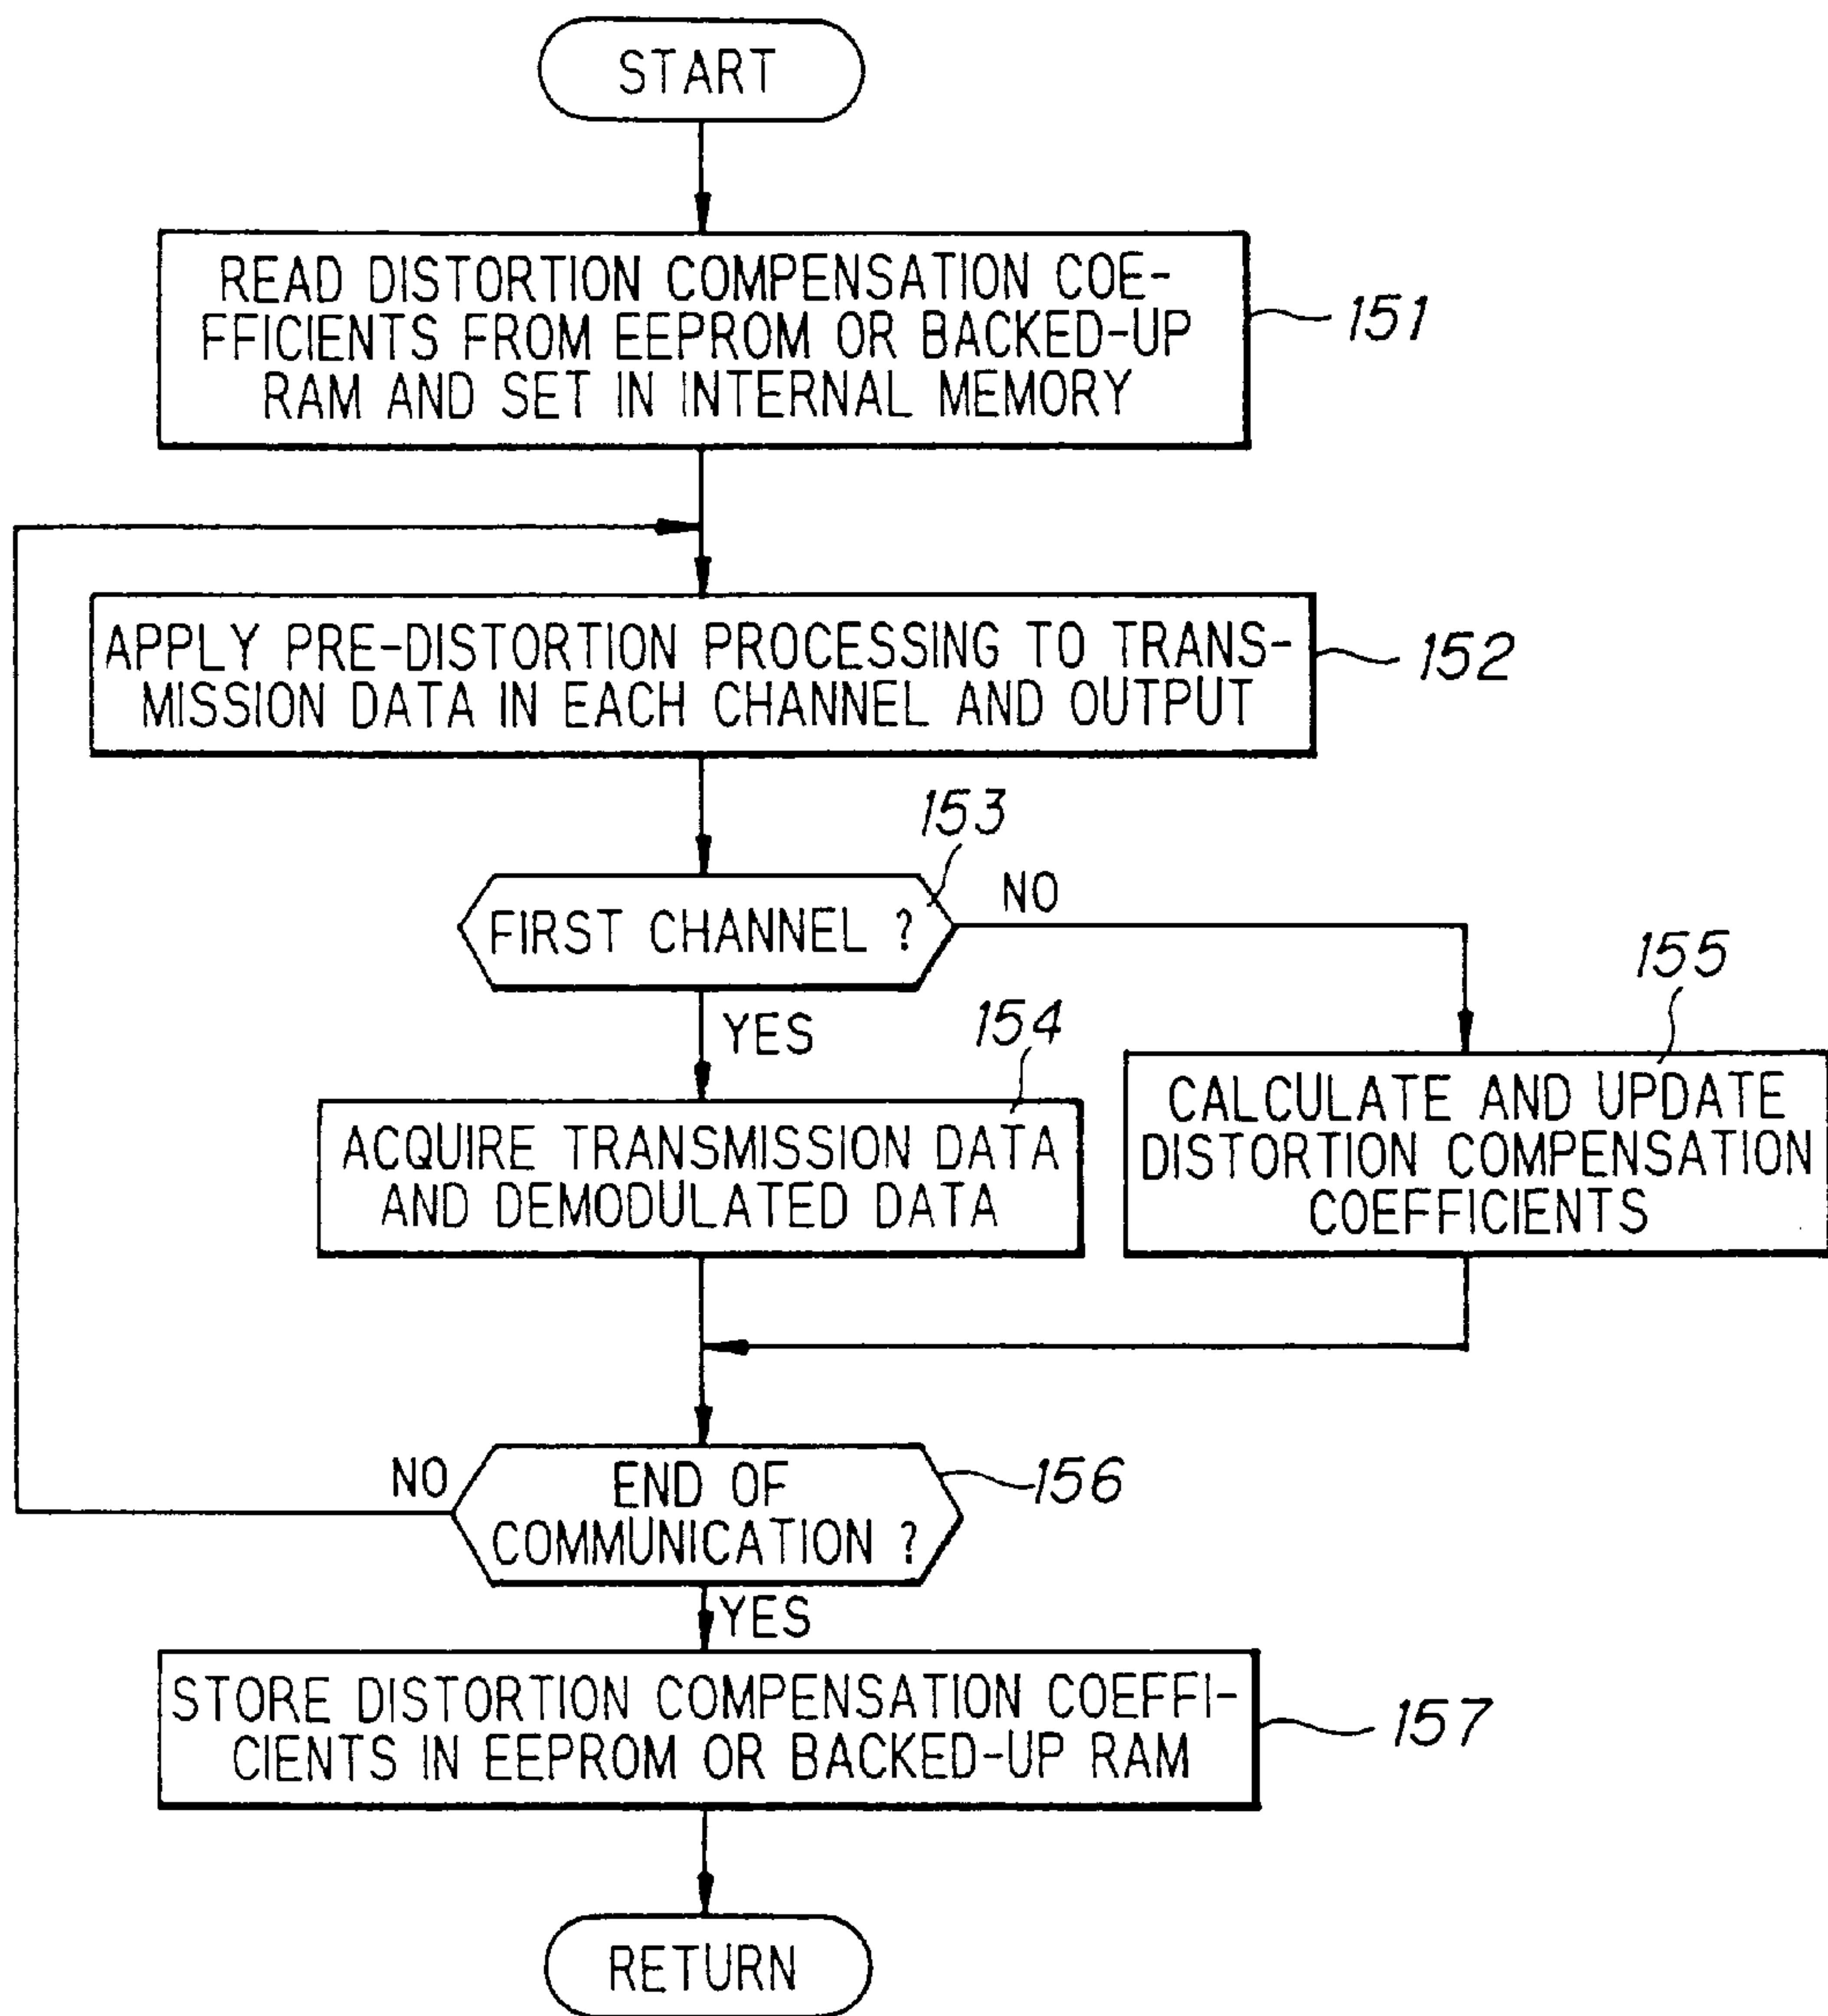 START
READ DISTORTION COMPENSATION COE-
FFICIENTS FROM EEPROM OR BACKED-UP
RAM AND SET IN INTERNAL MEMORY
151
APPLY PRE-DISTORTION PROCESSING TO TRANS-
MISSION DATA IN EACH CHANNEL AND OUTPUT
152
153
FIRST CHANNEL ?
NO
YES
154
155
ACQUIRE TRANSMISSION DATA
AND DEMODULATED DATA
CALCULATE AND UPDATE
DISTORTION COMPENSATION
COEFFICIENTS
NO
END OF
COMMUNICATION ?
156
YES
STORE DISTORTION COMPENSATION COEFFI-
CIENTS IN EEPROM OR BACKED-UP RAM
157
RETURN